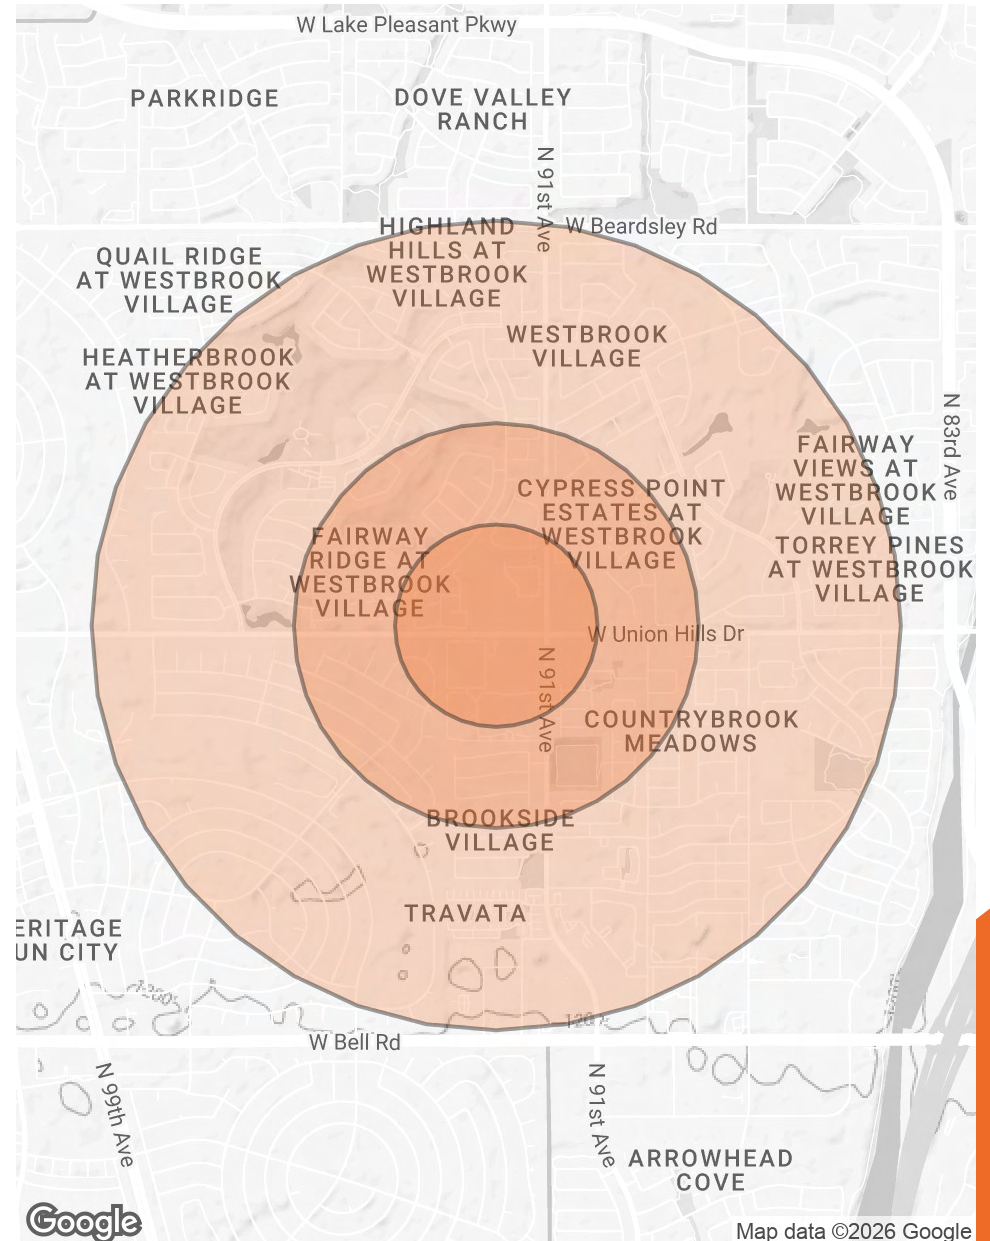 W Lake Pleasant Pkwy
PARKRIDGE
DOVE VALLEY
RANCH
N 91st Ave
W Beardsley Rd
HIGHLAND
HILLS AT
WESTBROOK
VILLAGE
QUAIL RIDGE
AT WESTBROOK
VILLAGE
WESTBROOK
VILLAGE
HEATHERBROOK
AT WESTBROOK
VILLAGE
N 83rd Ave
FAIRWAY
VIEWS AT
WESTBROOK
VILLAGE
CYPRESS POINT
ESTATES AT
WESTBROOK
VILLAGE
FAIRWAY
RIDGE AT
WESTBROOK
VILLAGE
TORREY PINES
AT WESTBROOK
VILLAGE
W Union Hills Dr
N 91st Ave
COUNTRYBROOK
MEADOWS
BROOKSIDE
VILLAGE
TRAVATA
ERITAGE
UN CITY
W Bell Rd
N 99th Ave
N 91st Ave
ARROWHEAD
COVE
Google
Map data ©2026 Google